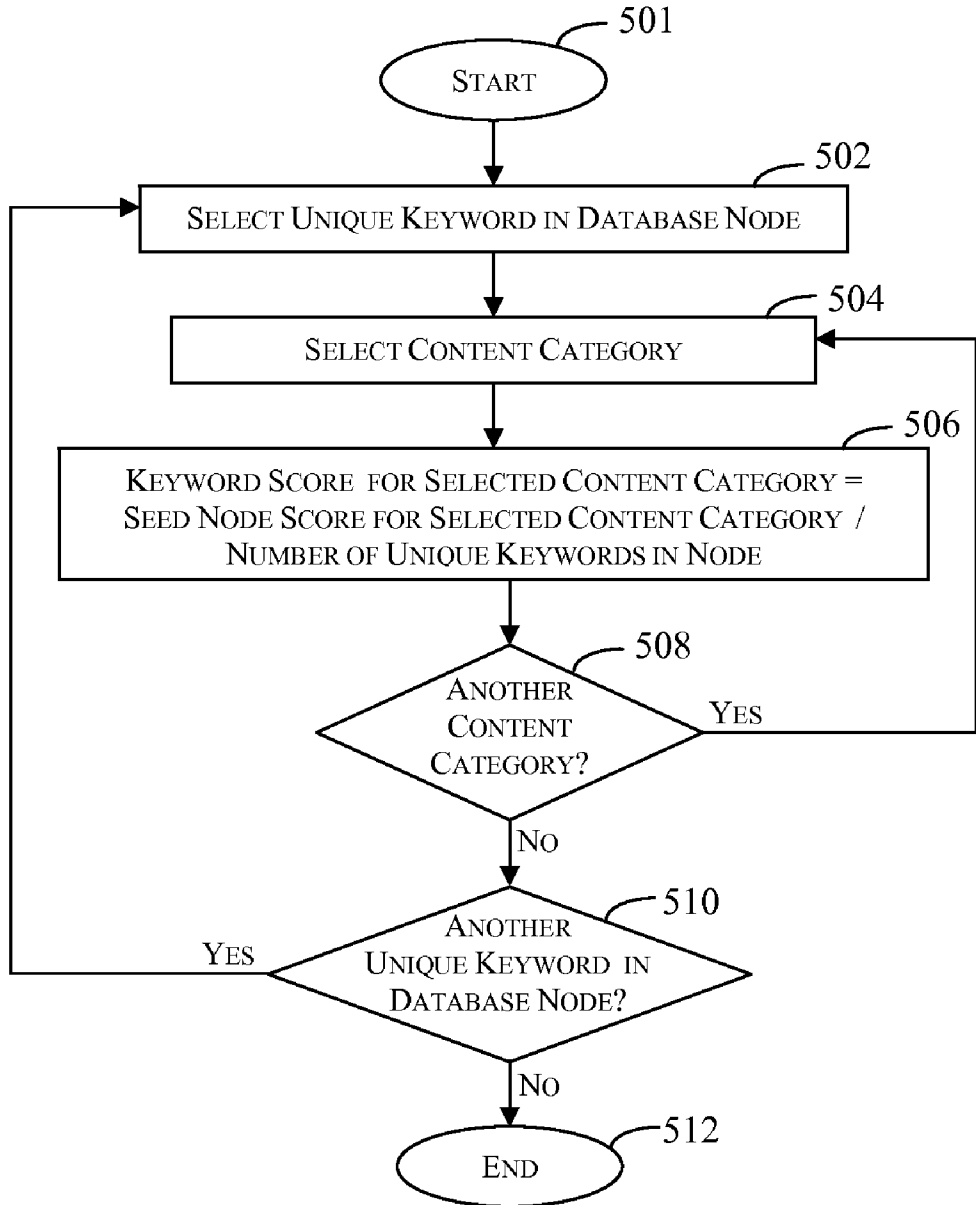 501
START
502
SELECT UNIQUE KEYWORD IN DATABASE NODE
504
SELECT CONTENT CATEGORY
506
KEYWORD SCORE FOR SELECTED CONTENT CATEGORY =
SEED NODE SCORE FOR SELECTED CONTENT CATEGORY /
NUMBER OF UNIQUE KEYWORDS IN NODE
508
ANOTHER
CONTENT
CATEGORY?
YES
NO
510
ANOTHER
UNIQUE KEYWORD IN
DATABASE NODE?
YES
NO
512
END